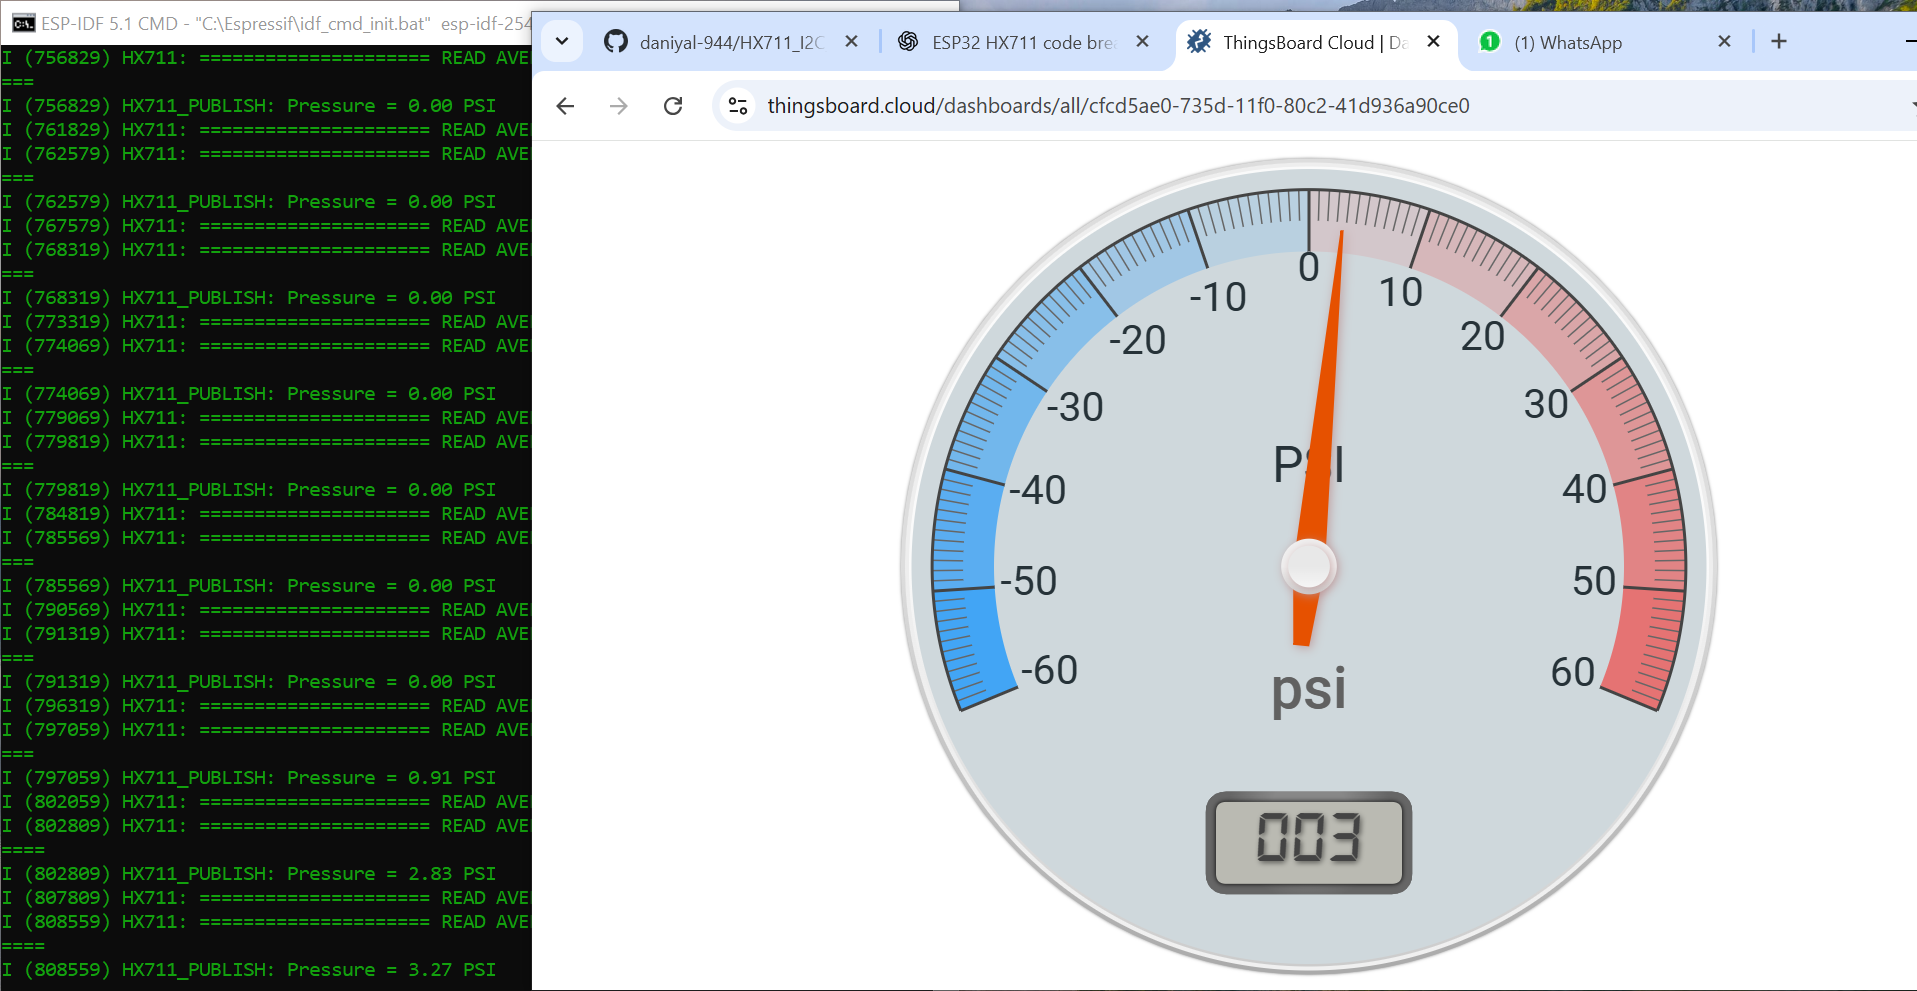 ESP-IDF 5.1 CMD - "C:\Espressif\idf_cmd_init.bat" esp-idf-254
I (756829) HX711: ===================== READ AVE
===
I (756829) HX711_PUBLISH: Pressure = 0.00 PSI
I (761829) HX711: ===================== READ AVE
I (762579) HX711: ===================== READ AVE
===
I (762579) HX711_PUBLISH: Pressure = 0.00 PSI
I (767579) HX711: ===================== READ AVE
I (768319) HX711: ===================== READ AVE
===
I (768319) HX711_PUBLISH: Pressure = 0.00 PSI
I (773319) HX711: ===================== READ AVE
I (774069) HX711: ===================== READ AVE
===
I (774069) HX711_PUBLISH: Pressure = 0.00 PSI
I (779069) HX711: ===================== READ AVE
I (779819) HX711: ===================== READ AVE
===
I (779819) HX711_PUBLISH: Pressure = 0.00 PSI
I (784819) HX711: ===================== READ AVE
I (785569) HX711: ===================== READ AVE
===
I (785569) HX711_PUBLISH: Pressure = 0.00 PSI
I (790569) HX711: ===================== READ AVE
I (791319) HX711: ===================== READ AVE
===
I (791319) HX711_PUBLISH: Pressure = 0.00 PSI
I (796319) HX711: ===================== READ AVE
I (797059) HX711: ===================== READ AVE
===
I (797059) HX711_PUBLISH: Pressure = 0.91 PSI
I (802059) HX711: ===================== READ AVE
I (802809) HX711: ===================== READ AVE
====
I (802809) HX711_PUBLISH: Pressure = 2.83 PSI
I (807809) HX711: ===================== READ AVE
I (808559) HX711: ===================== READ AVE
====
I (808559) HX711_PUBLISH: Pressure = 3.27 PSI
daniyal-944/HX711_I2C
ESP32 HX711 code brea
ThingsBoard Cloud | Da
1
(1) WhatsApp
thingsboard.cloud/dashboards/all/cfcd5ae0-735d-11f0-80c2-41d936a90ce0
-60
-50
-40
-30
-20
-10
0
10
20
30
40
50
60
PSI
psi
003